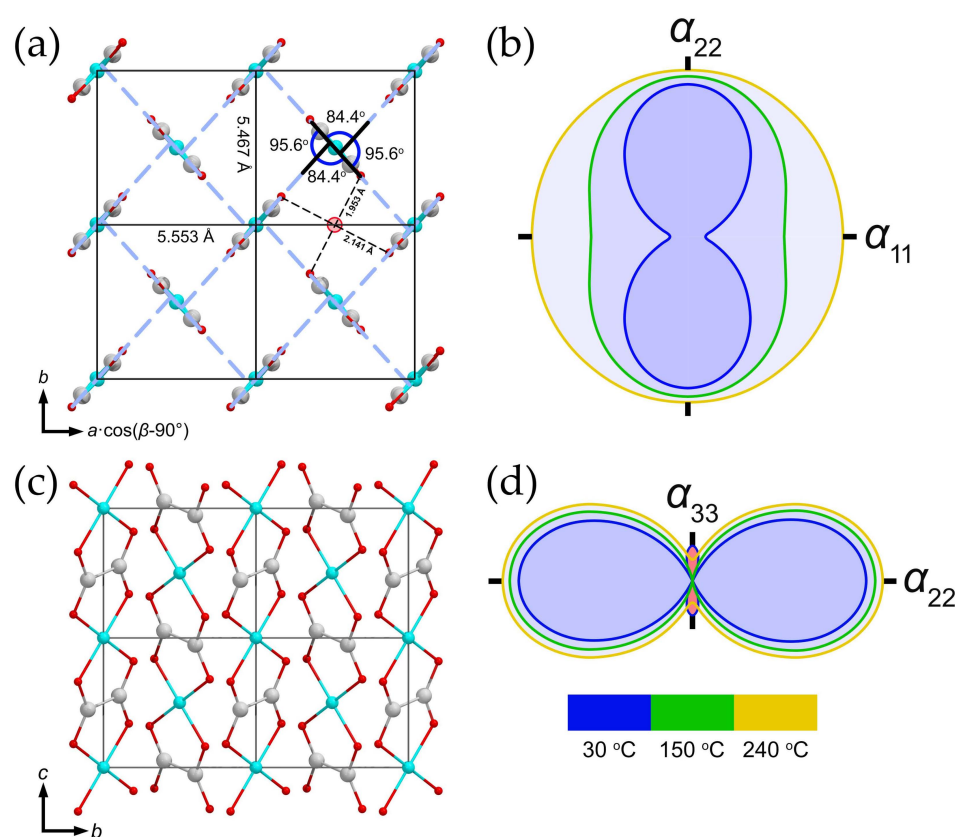 (a)
84.4°
5.467 Å
95.6°
95.6°
84.4°
1.953 Å
5.553 Å
2.141 Å
b
a·cos(β-90°)
(b)
α22
α11
(c)
c
b
(d)
α33
α22
30 °C
150 °C
240 °C